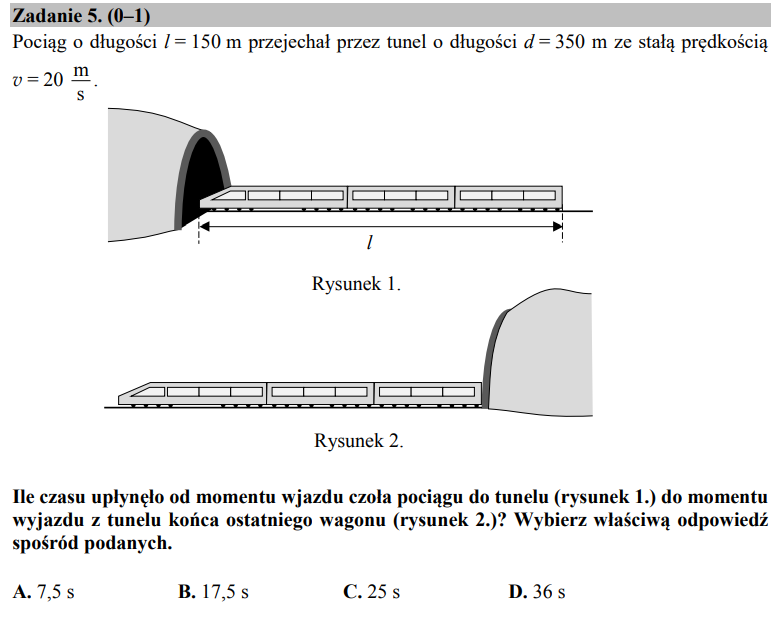 Zadanie 5. (0–1)
Pociąg o długości l = 150 m przejechał przez tunel o długości d = 350 m ze stałą prędkością
v = 20 m/s.
l
Rysunek 1.
Rysunek 2.
Ile czasu upłynęło od momentu wjazdu czoła pociągu do tunelu (rysunek 1.) do momentu
wyjazdu z tunelu końca ostatniego wagonu (rysunek 2.)? Wybierz właściwą odpowiedź
spośród podanych.
A. 7,5 s B. 17,5 s C. 25 s D. 36 s